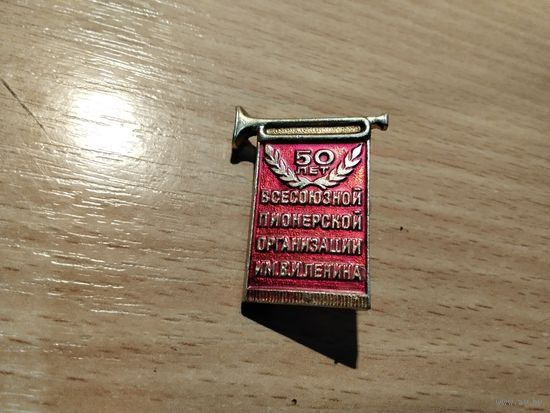 50
ЛЕТ
ВСЕСОЮЗНОЙ
ПИОНЕРСКОЙ
ОРГАНИЗАЦИИ
ИМ.В.И.ЛЕНИНА